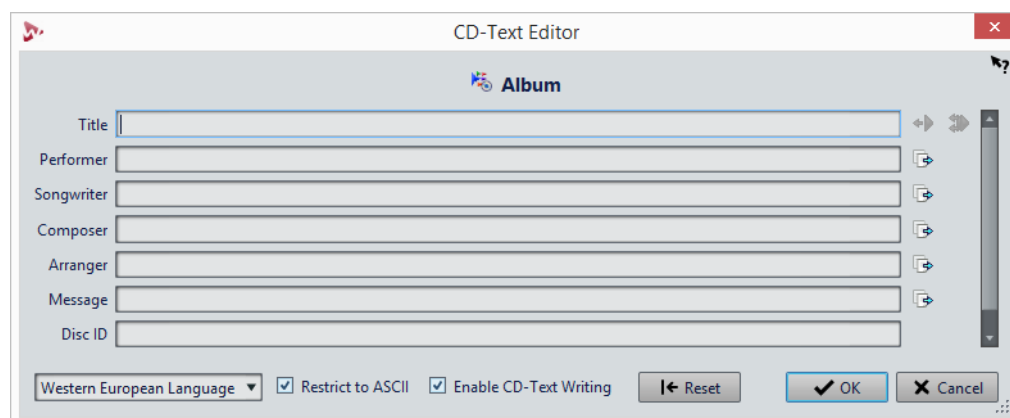 CD-Text Editor
Album
Title
Performer
Songwriter
Composer
Arranger
Message
Disc ID
Western European Language Restrict to ASCII Enable CD-Text Writing Reset OK Cancel